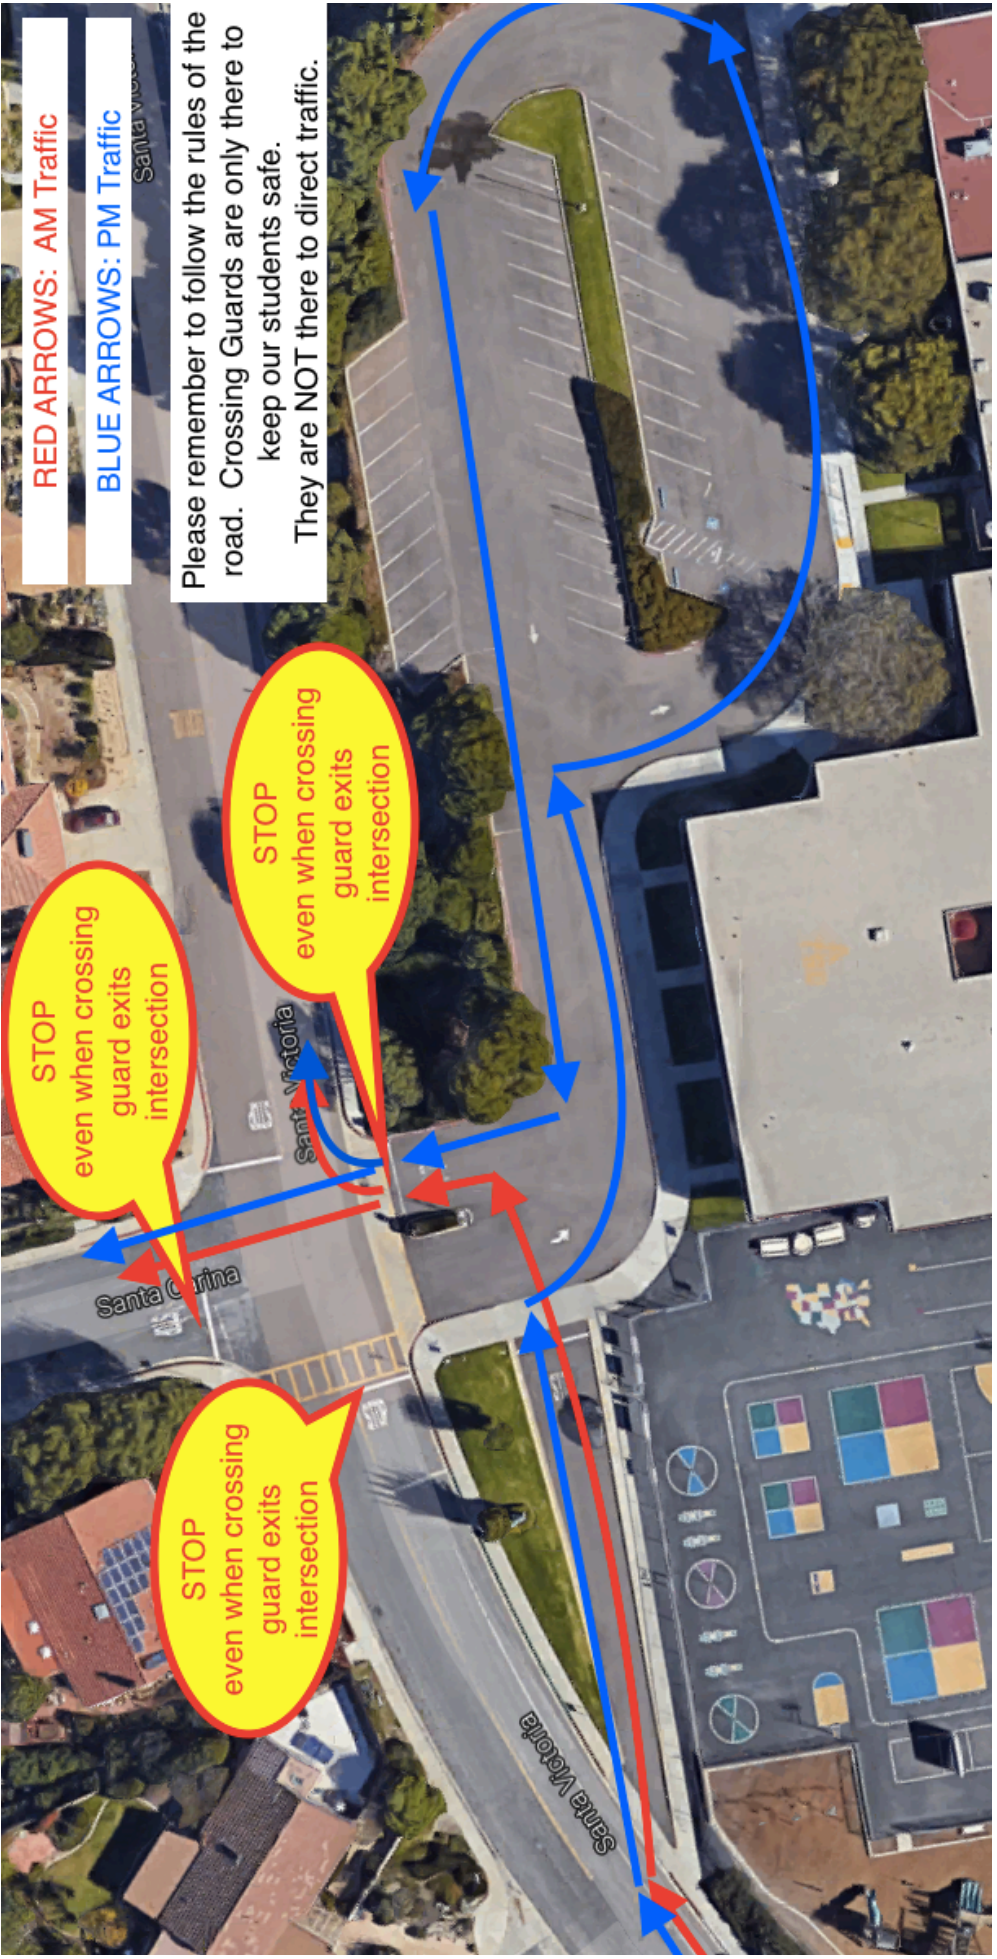 RED ARROWS: AM Traffic
BLUE ARROWS: PM Traffic
Please remember to follow the rules of the
road. Crossing Guards are only there to
keep our students safe.
They are NOT there to direct traffic.
STOP
even when crossing
guard exits
intersection
STOP
even when crossing
guard exits
intersection
STOP
even when crossing
guard exits
intersection
Santa Victoria
Santa Carina
Santa Victoria